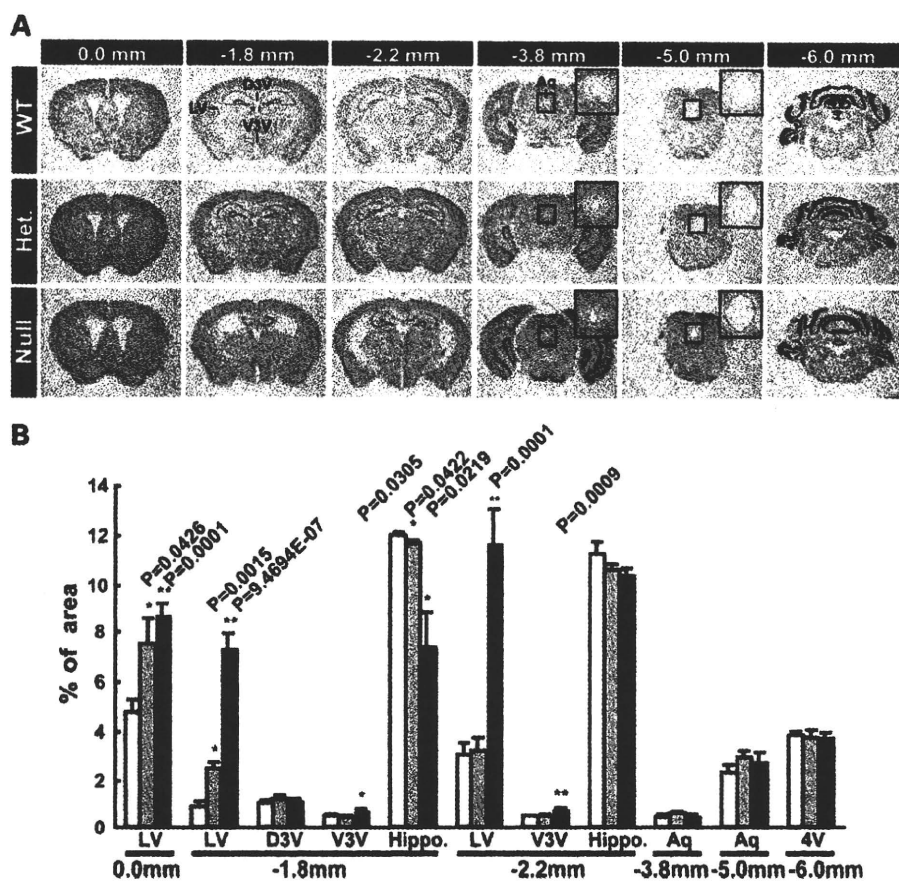 A
0.0 mm -1.8 mm -2.2 mm -3.8 mm -5.0 mm -6.0 mm
WT
D3V
LV
V3V
Aq
Het.
Null
B
% of area
14
12
10
8
6
4
2
0
P=0.0426
P=0.0001
P=0.0015
P=9.4694E-07
P=0.0305
P=0.0422
P=0.0219
P=0.0001
P=0.0009
* ** * ** * * * ** **
LV LV D3V V3V Hippo. LV V3V Hippo. Aq Aq 4V
0.0mm -1.8mm -2.2mm -3.8mm -5.0mm -6.0mm